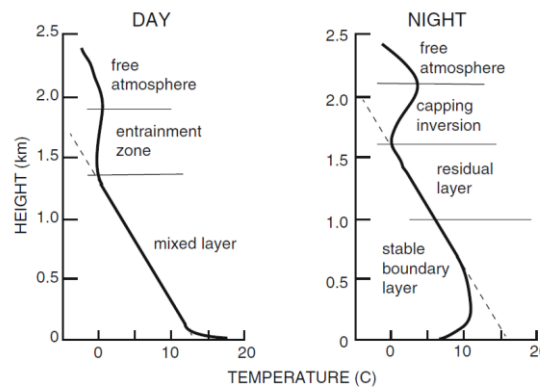 DAY
NIGHT
HEIGHT (km)
2.5
2.0
1.5
1.0
0.5
0
free
atmosphere
entrainment
zone
mixed layer
0
10
20
2.5
2.0
1.5
1.0
0.5
0
free
atmosphere
capping
inversion
residual
layer
stable
boundary
layer
0
10
20
TEMPERATURE (C)